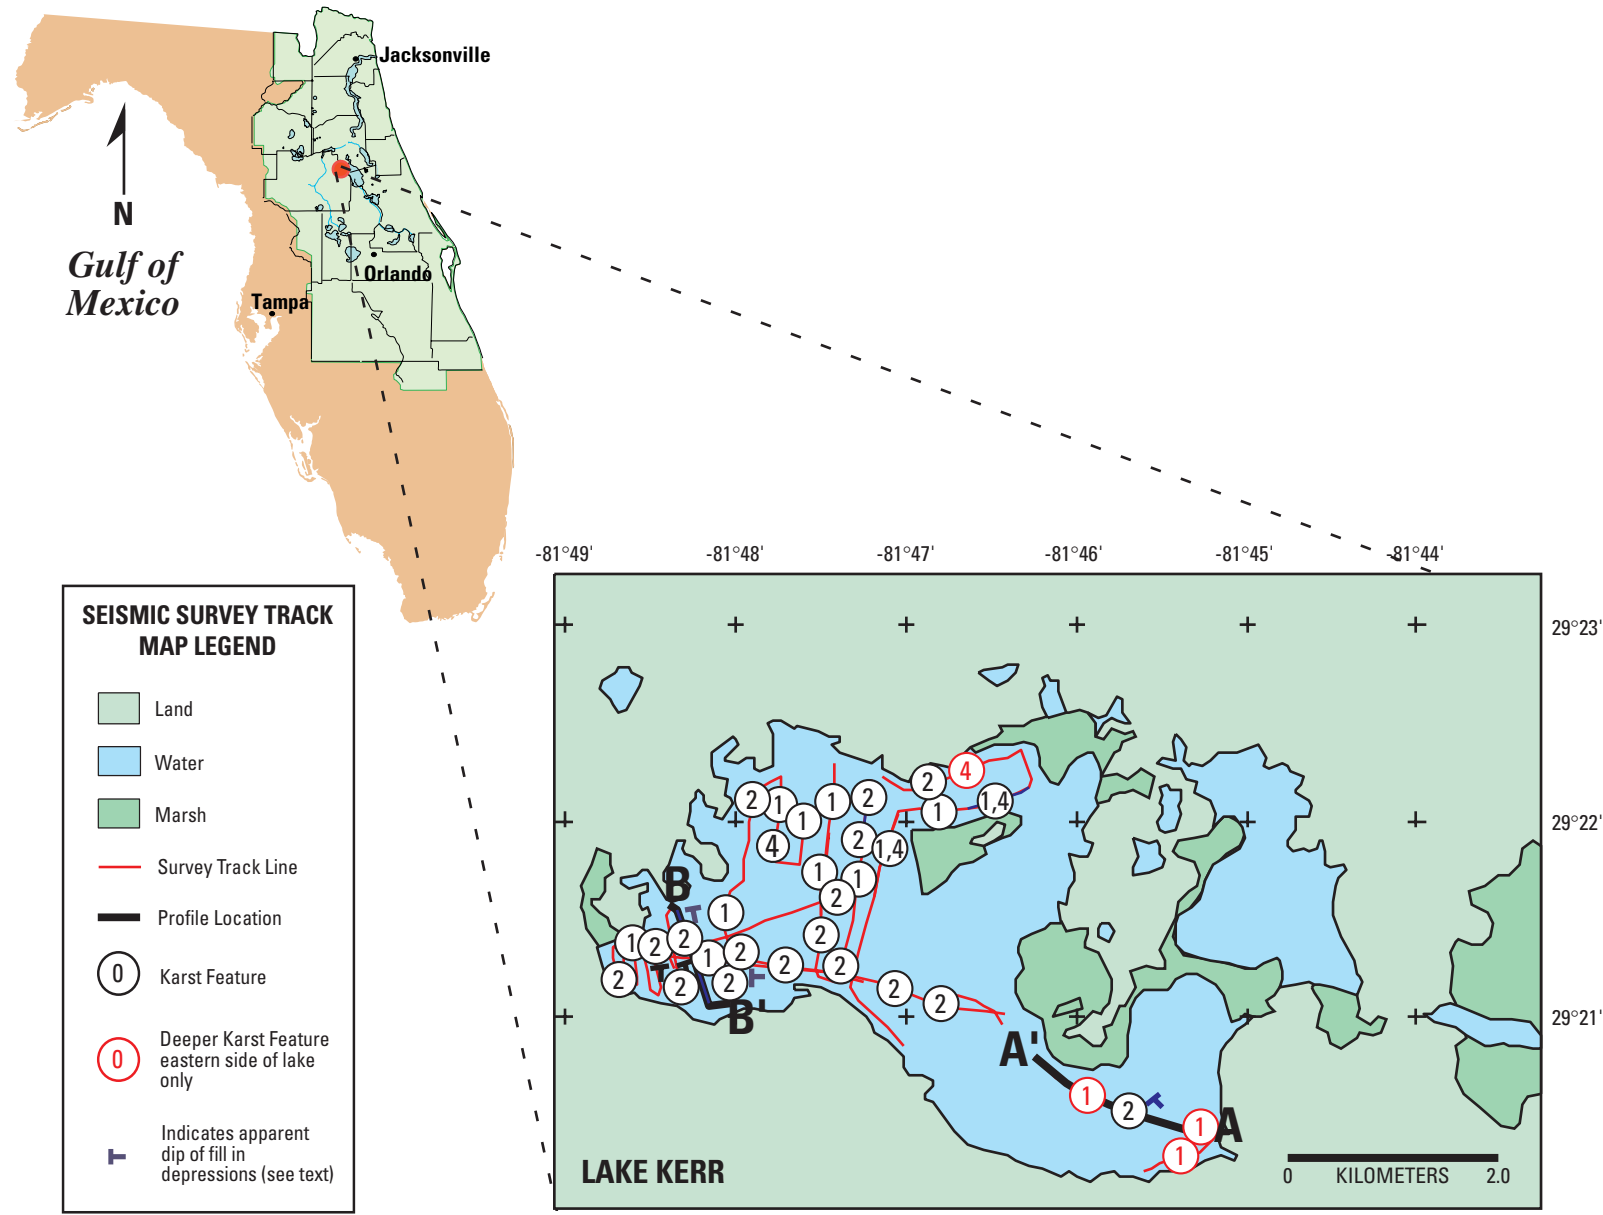 Jacksonville
N
Gulf of
Mexico
Orlando
Tampa
SEISMIC SURVEY TRACK
MAP LEGEND
Land
Water
Marsh
Survey Track Line
Profile Location
0
Karst Feature
0
Deeper Karst Feature
eastern side of lake
only
Indicates apparent
dip of fill in
depressions (see text)
-81°49'
-81°48'
-81°47'
-81°46'
-81°45'
-81°44'
29°23'
29°22'
29°21'
2
4
2
1
1
2
1
1,4
1
4
2
1,4
1
1
2
B
1
2
1
2
2
1
2
2
2
2
2
2
2
2
2
B'
A'
1
2
1
A
1
LAKE KERR
0 KILOMETERS 2.0